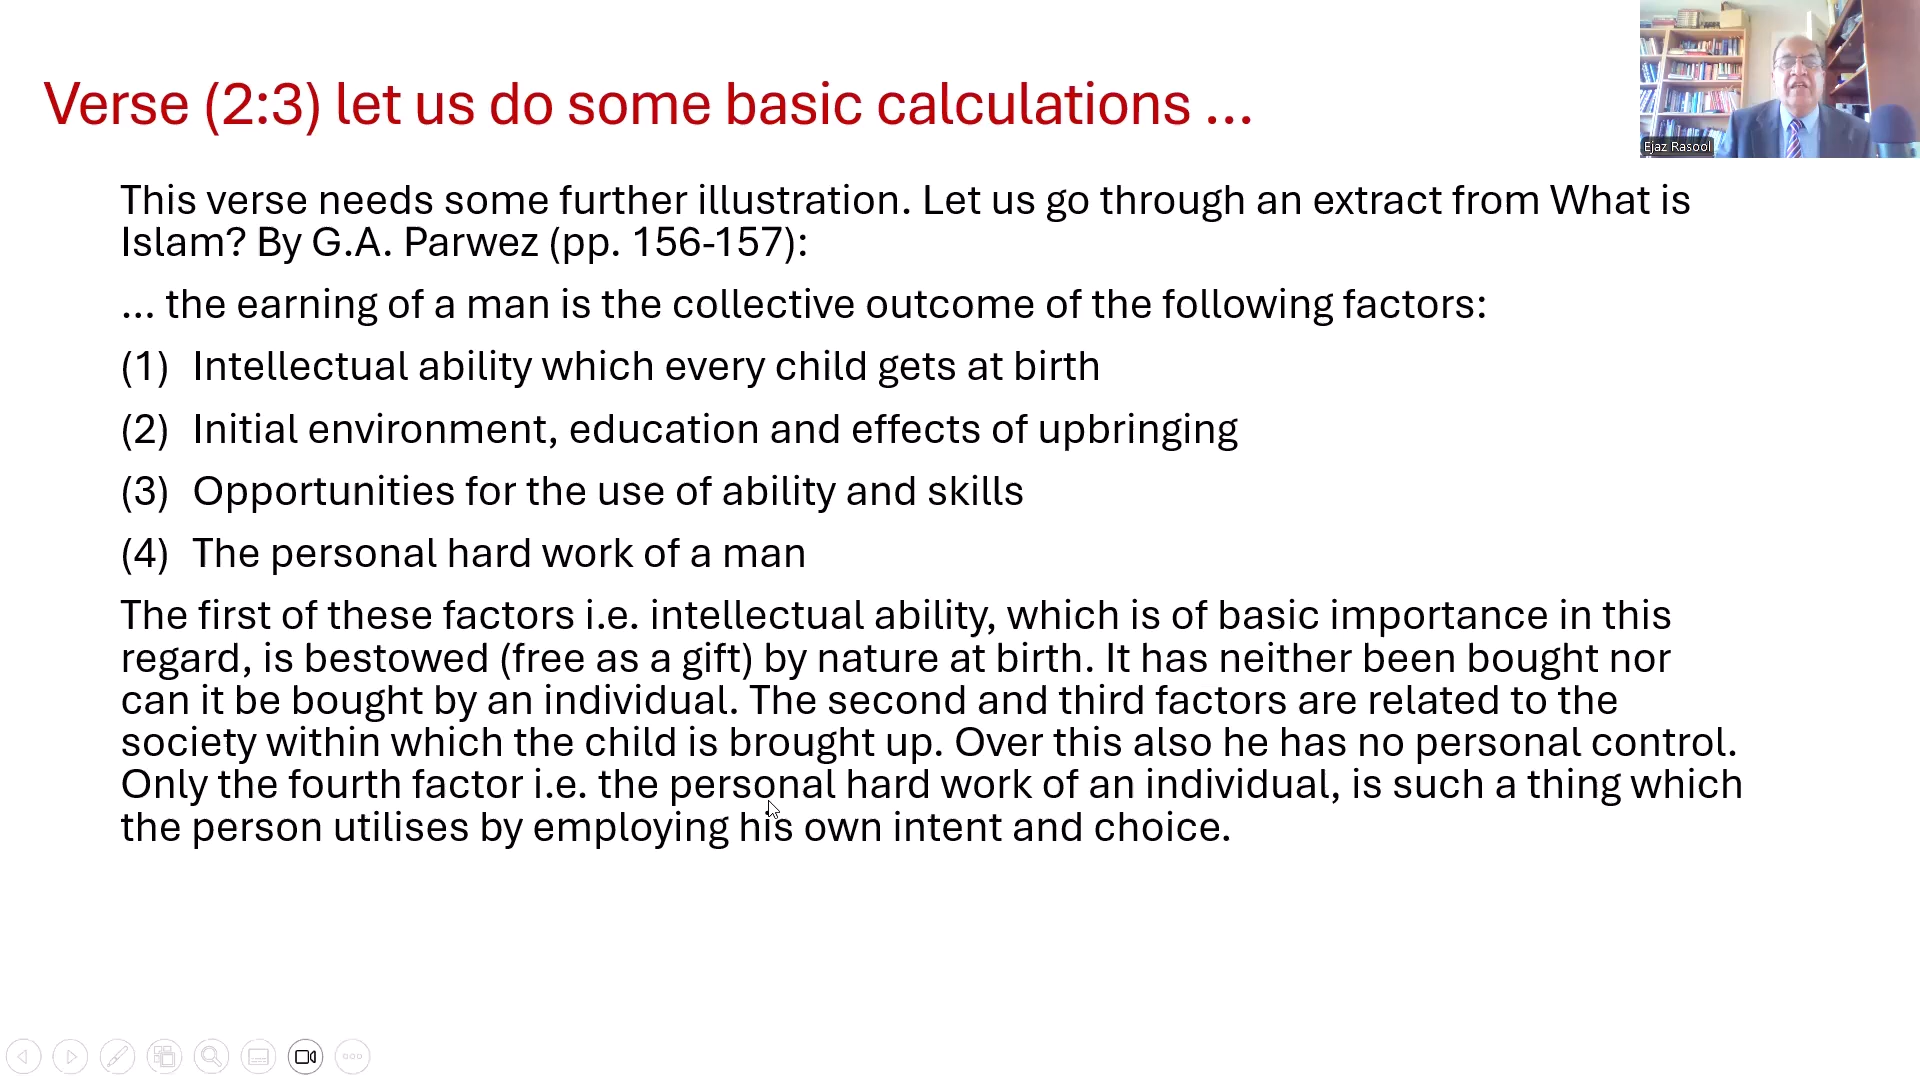 Verse (2:3) let us do some basic calculations ...
Ejaz Rasool
This verse needs some further illustration. Let us go through an extract from What is
Islam? By G.A. Parwez (pp. 156-157):
... the earning of a man is the collective outcome of the following factors:
(1) Intellectual ability which every child gets at birth
(2) Initial environment, education and effects of upbringing
(3) Opportunities for the use of ability and skills
(4) The personal hard work of a man
The first of these factors i.e. intellectual ability, which is of basic importance in this
regard, is bestowed (free as a gift) by nature at birth. It has neither been bought nor
can it be bought by an individual. The second and third factors are related to the
society within which the child is brought up. Over this also he has no personal control.
Only the fourth factor i.e. the personal hard work of an individual, is such a thing which
the person utilises by employing his own intent and choice.